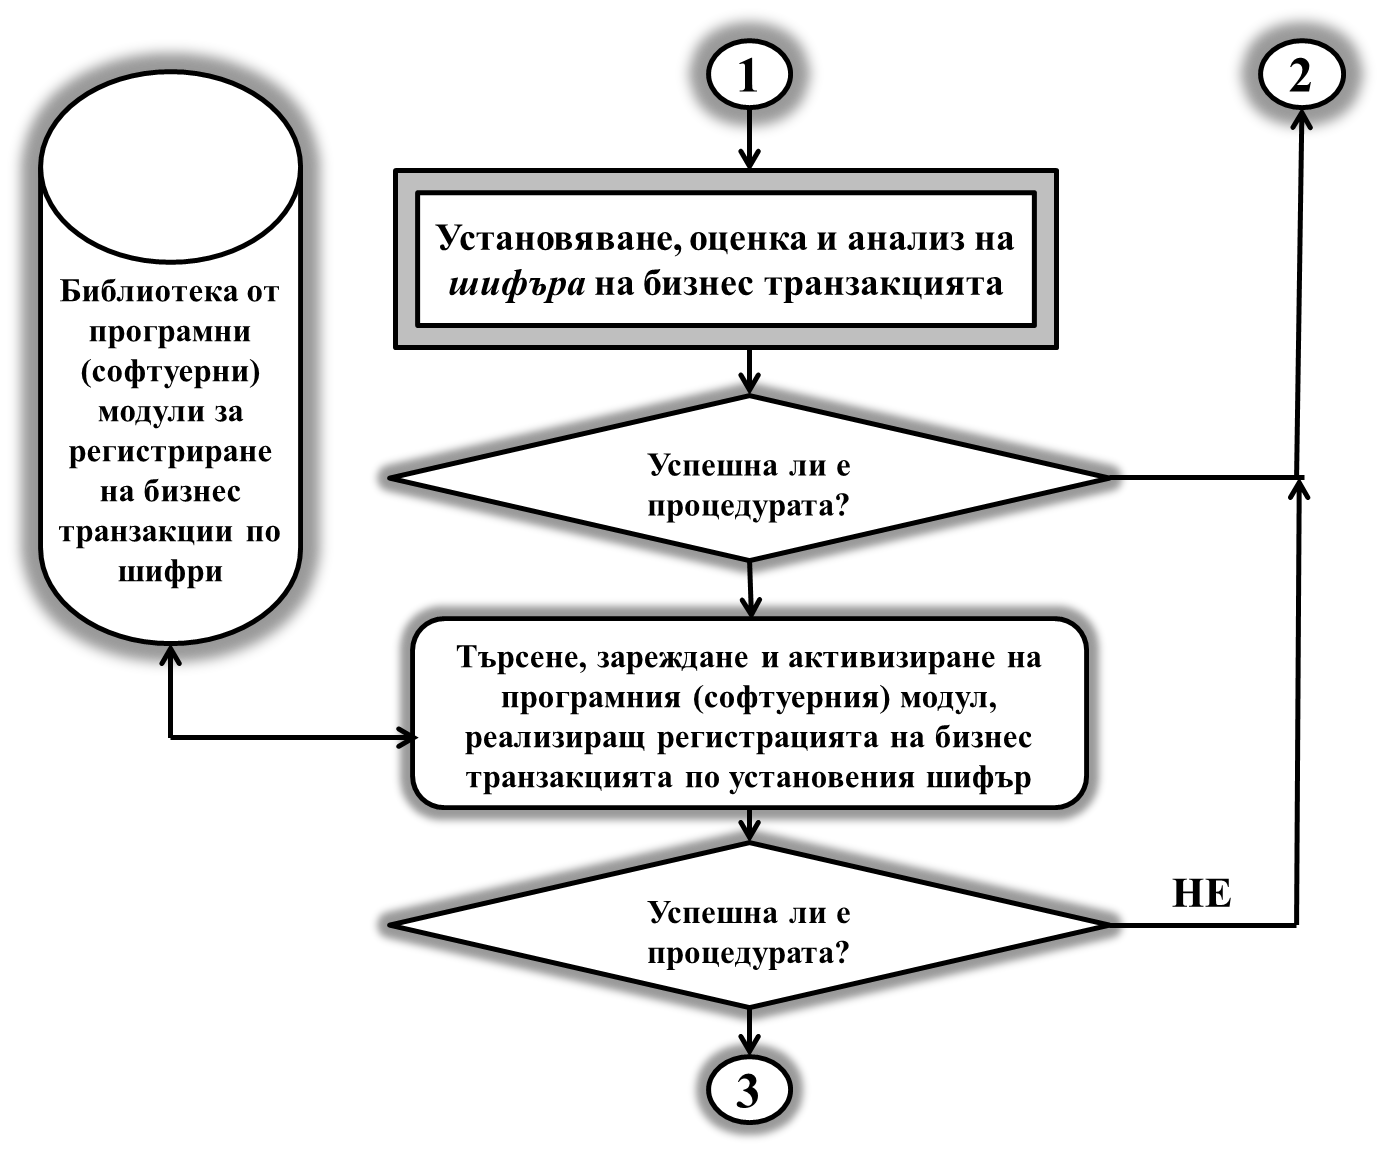 1
2
Установяване, оценка и анализ на
шифъра на бизнес транзакцията
Библиотека от
програмни
(софтуерни)
модули за
регистриране
на бизнес
транзакции по
шифри
Успешна ли е
процедурата?
Търсене, зареждане и активизиране на
програмния (софтуерния) модул,
реализиращ регистрацията на бизнес
транзакцията по установения шифър
НЕ
Успешна ли е
процедурата?
3